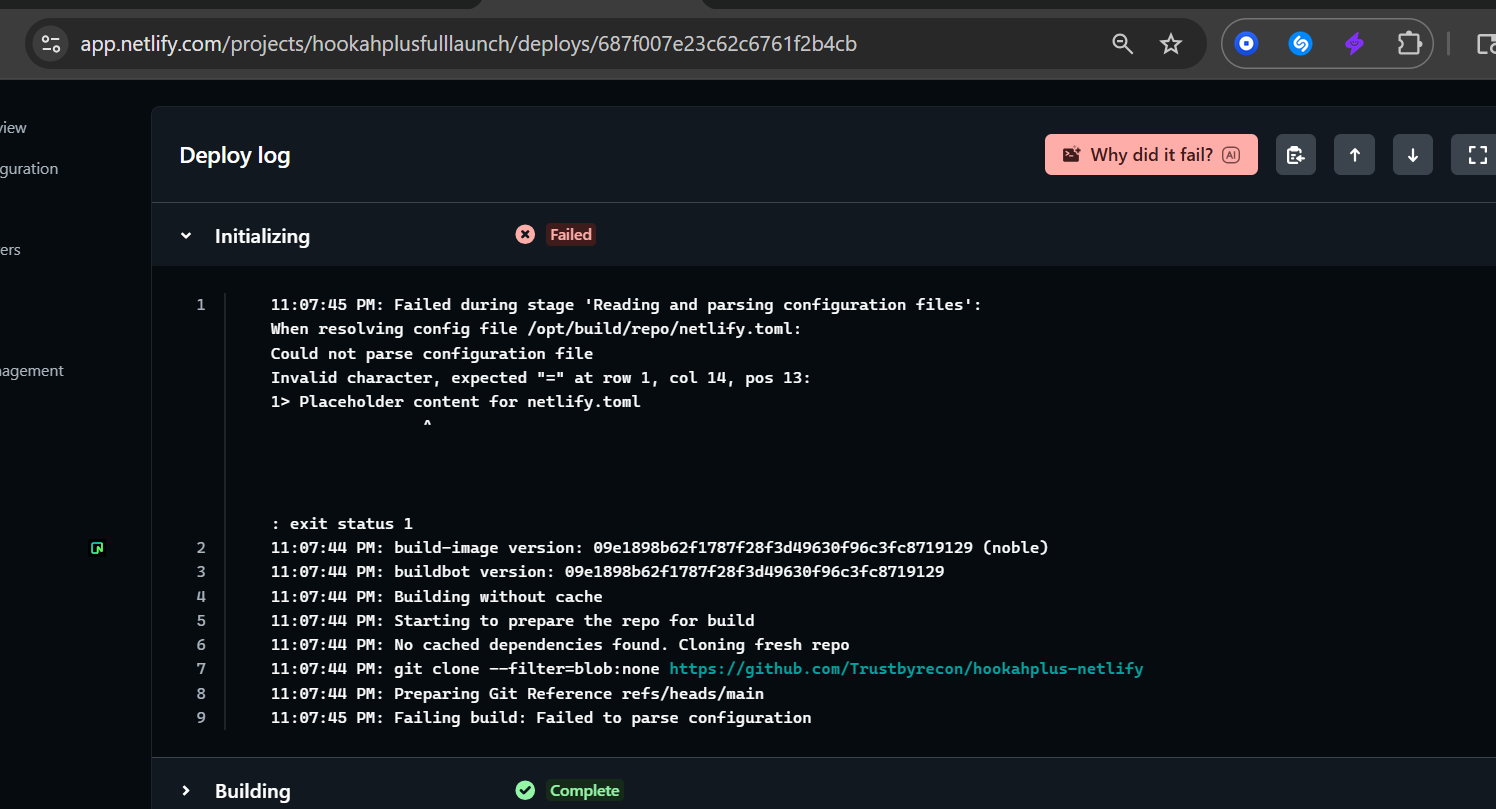 app.netlify.com/projects/hookahplusfulllaunch/deploys/687f007e23c62c6761f2b4cb
view
guration
ers
nagement
Deploy log
Why did it fail? AI
Initializing
Failed
1 11:07:45 PM: Failed during stage 'Reading and parsing configuration files':
When resolving config file /opt/build/repo/netlify.toml:
Could not parse configuration file
Invalid character, expected "=" at row 1, col 14, pos 13:
1> Placeholder content for netlify.toml
^
: exit status 1
2 11:07:44 PM: build-image version: 09e1898b62f1787f28f3d49630f96c3fc8719129 (noble)
3 11:07:44 PM: buildbot version: 09e1898b62f1787f28f3d49630f96c3fc8719129
4 11:07:44 PM: Building without cache
5 11:07:44 PM: Starting to prepare the repo for build
6 11:07:44 PM: No cached dependencies found. Cloning fresh repo
7 11:07:44 PM: git clone --filter=blob:none https://github.com/Trustbyrecon/hookahplus-netlify
8 11:07:44 PM: Preparing Git Reference refs/heads/main
9 11:07:45 PM: Failing build: Failed to parse configuration
Building
Complete